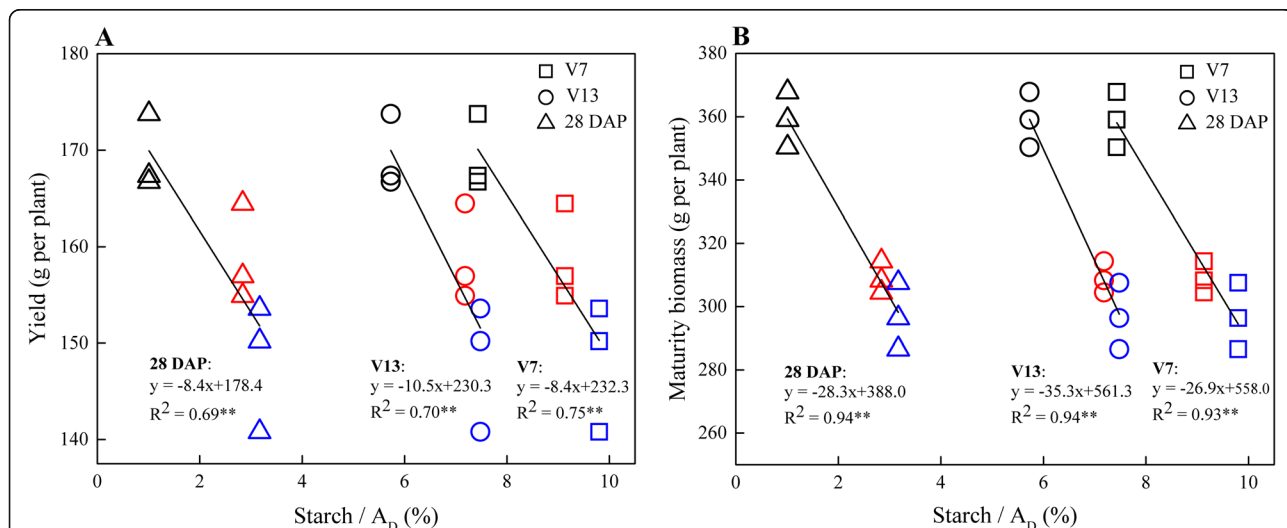 A
V7
V13
28 DAP
180
170
160
150
140
Yield (g per plant)
28 DAP:
y = -8.4x+178.4
R² = 0.69**
V13:
y = -10.5x+230.3
R² = 0.70**
V7:
y = -8.4x+232.3
R² = 0.75**
0 2 4 6 8 10
Starch / A_D (%)
B
V7
V13
28 DAP
380
360
340
320
300
280
260
250
Maturity biomass (g per plant)
28 DAP:
y = -28.3x+388.0
R² = 0.94**
V13:
y = -35.3x+561.3
R² = 0.94**
V7:
y = -26.9x+558.0
R² = 0.93**
0 2 4 6 8 10
Starch / A_D (%)